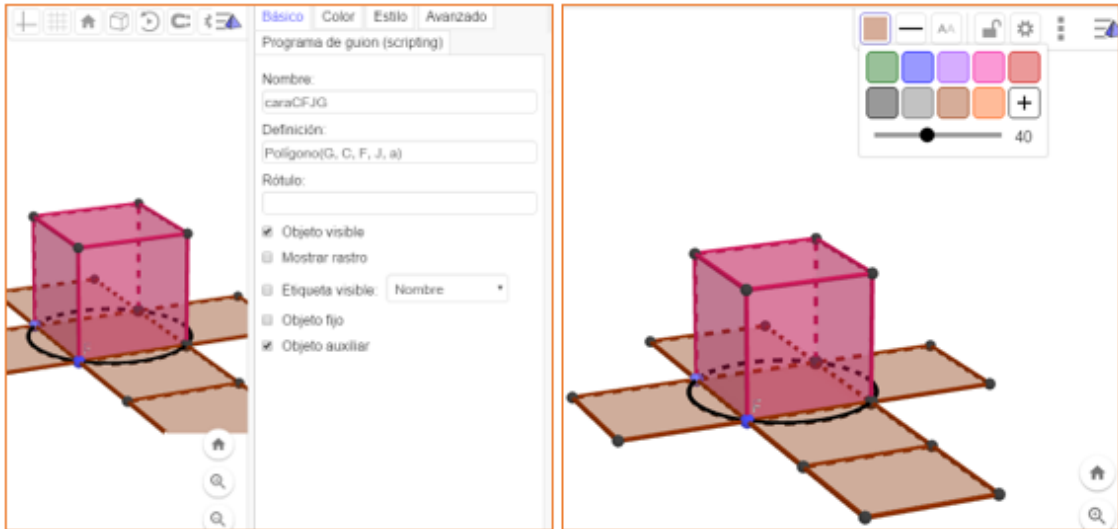 Básico Color Estilo Avanzado
Programa de guion (scripting)
Nombre:
caraCFJG
Definición:
Polígono(G, C, F, J, a)
Rótulo:
Objeto visible
Mostrar rastro
Etiqueta visible: Nombre
Objeto fijo
Objeto auxiliar
AA
40